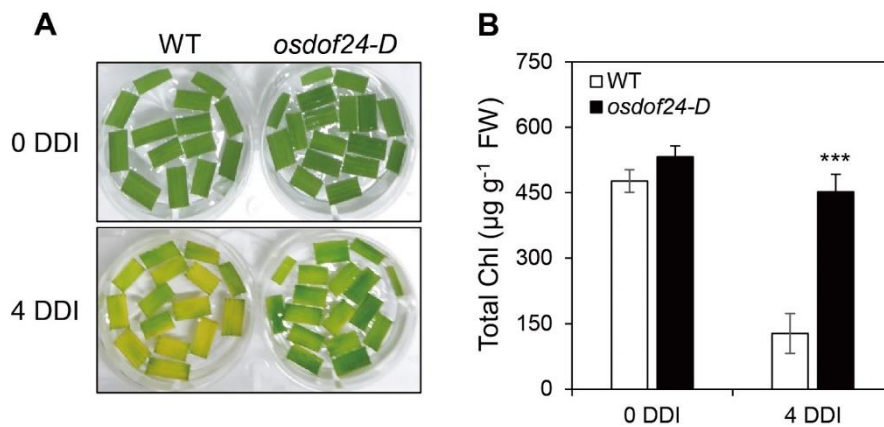 A
WT osdof24-D
0 DDI
4 DDI
B
Total Chl (µg g⁻¹ FW)
750
600
450
300
150
0
WT
osdof24-D
***
0 DDI 4 DDI